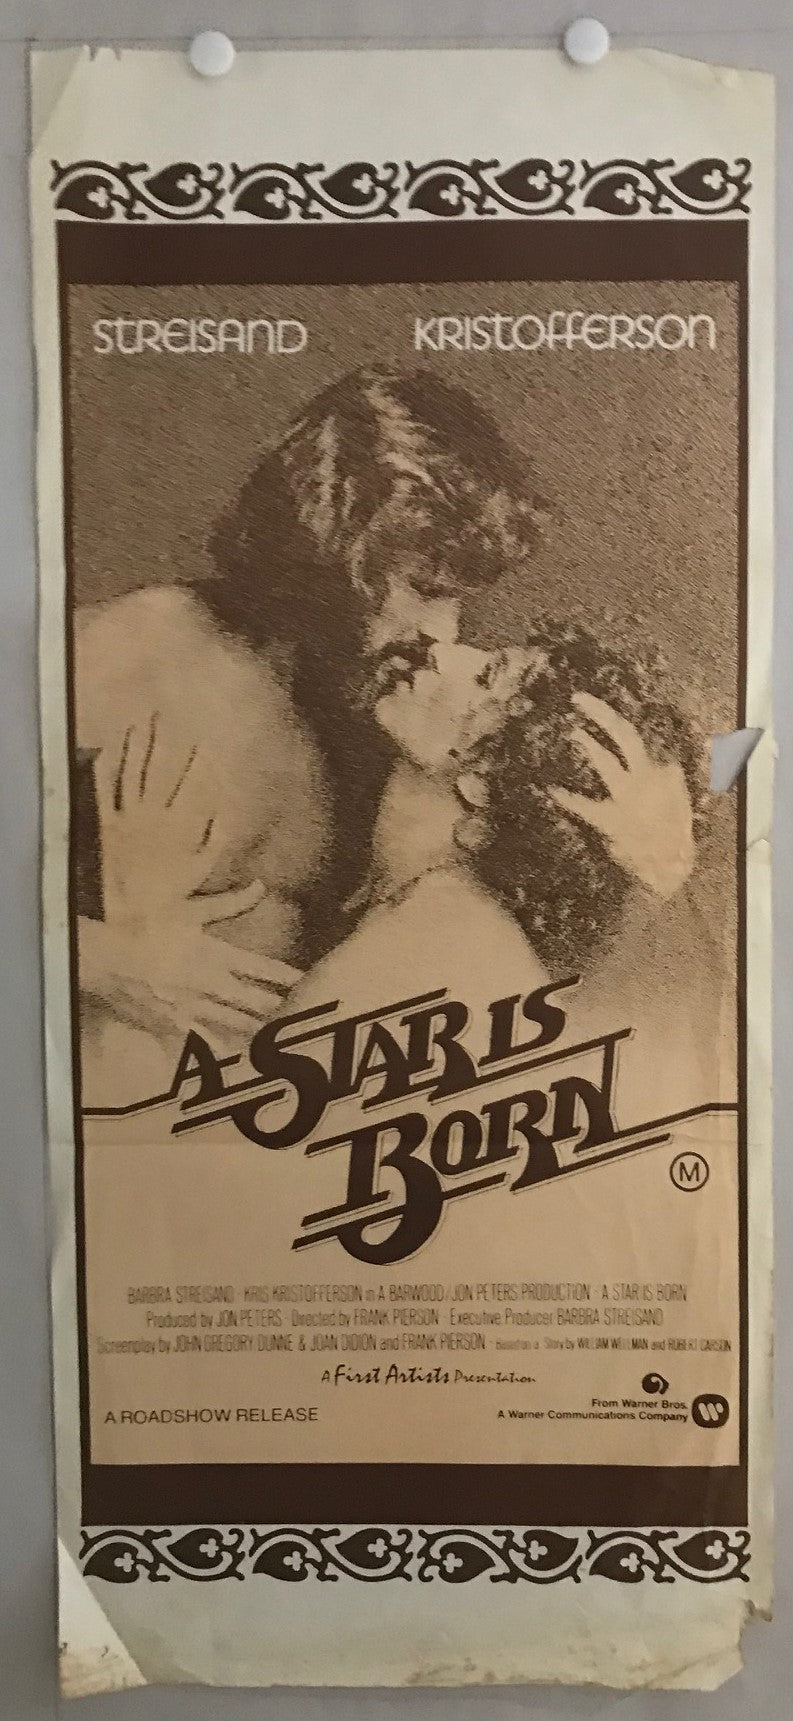 STREISAND KRISTOFFERSON
A STAR IS
BORN
M
BARBRA STREISAND · KRIS KRISTOFFERSON in A BARWOOD/JON PETERS PRODUCTION · A STAR IS BORN
Produced by JON PETERS · Directed by FRANK PIERSON · Executive Producer BARBRA STREISAND
Screenplay by JOHN GREGORY DUNNE & JOAN DIDION and FRANK PIERSON · Based on a Story by WILLIAM WELLMAN and ROBERT CARSON
A First Artists Presentation
A ROADSHOW RELEASE
From Warner Bros.
A Warner Communications Company